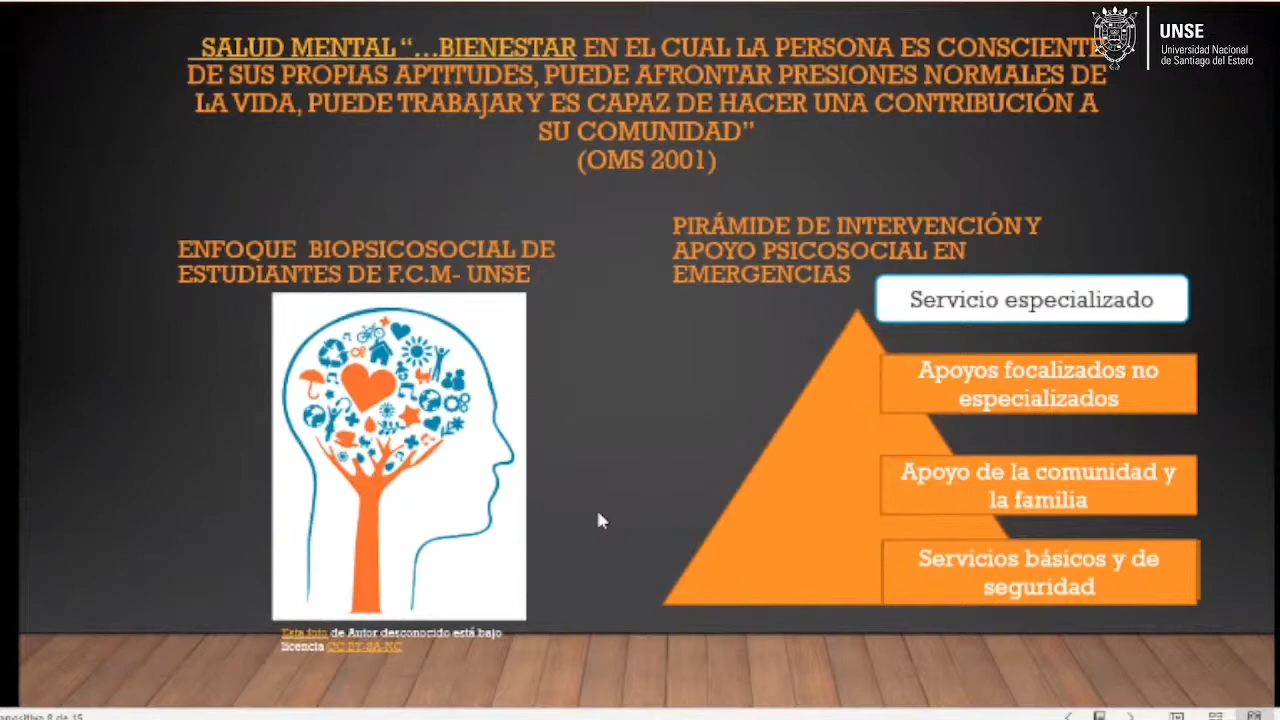 SALUD MENTAL “…BIENESTAR EN EL CUAL LA PERSONA ES CONSCIENTE
DE SUS PROPIAS APTITUDES, PUEDE AFRONTAR PRESIONES NORMALES DE
LA VIDA, PUEDE TRABAJAR Y ES CAPAZ DE HACER UNA CONTRIBUCIÓN A
SU COMUNIDAD”
(OMS 2001)
UNSE
Universidad Nacional
de Santiago del Estero
ENFOQUE BIOPSICOSOCIAL DE
ESTUDIANTES DE F.C.M- UNSE
Esta foto de Autor desconocido está bajo
licencia CC BY-SA-NC
PIRÁMIDE DE INTERVENCIÓN Y
APOYO PSICOSOCIAL EN
EMERGENCIAS
Servicio especializado
Apoyos focalizados no
especializados
Apoyo de la comunidad y
la familia
Servicios básicos y de
seguridad
8 de 15